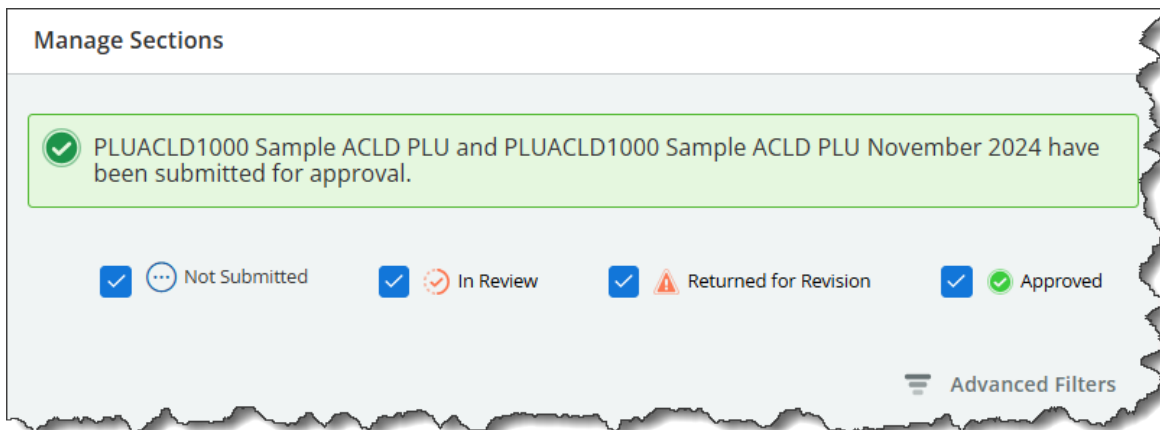 Manage Sections
PLUACLD1000 Sample ACLD PLU and PLUACLD1000 Sample ACLD PLU November 2024 have
been submitted for approval.
Not Submitted In Review Returned for Revision Approved
Advanced Filters